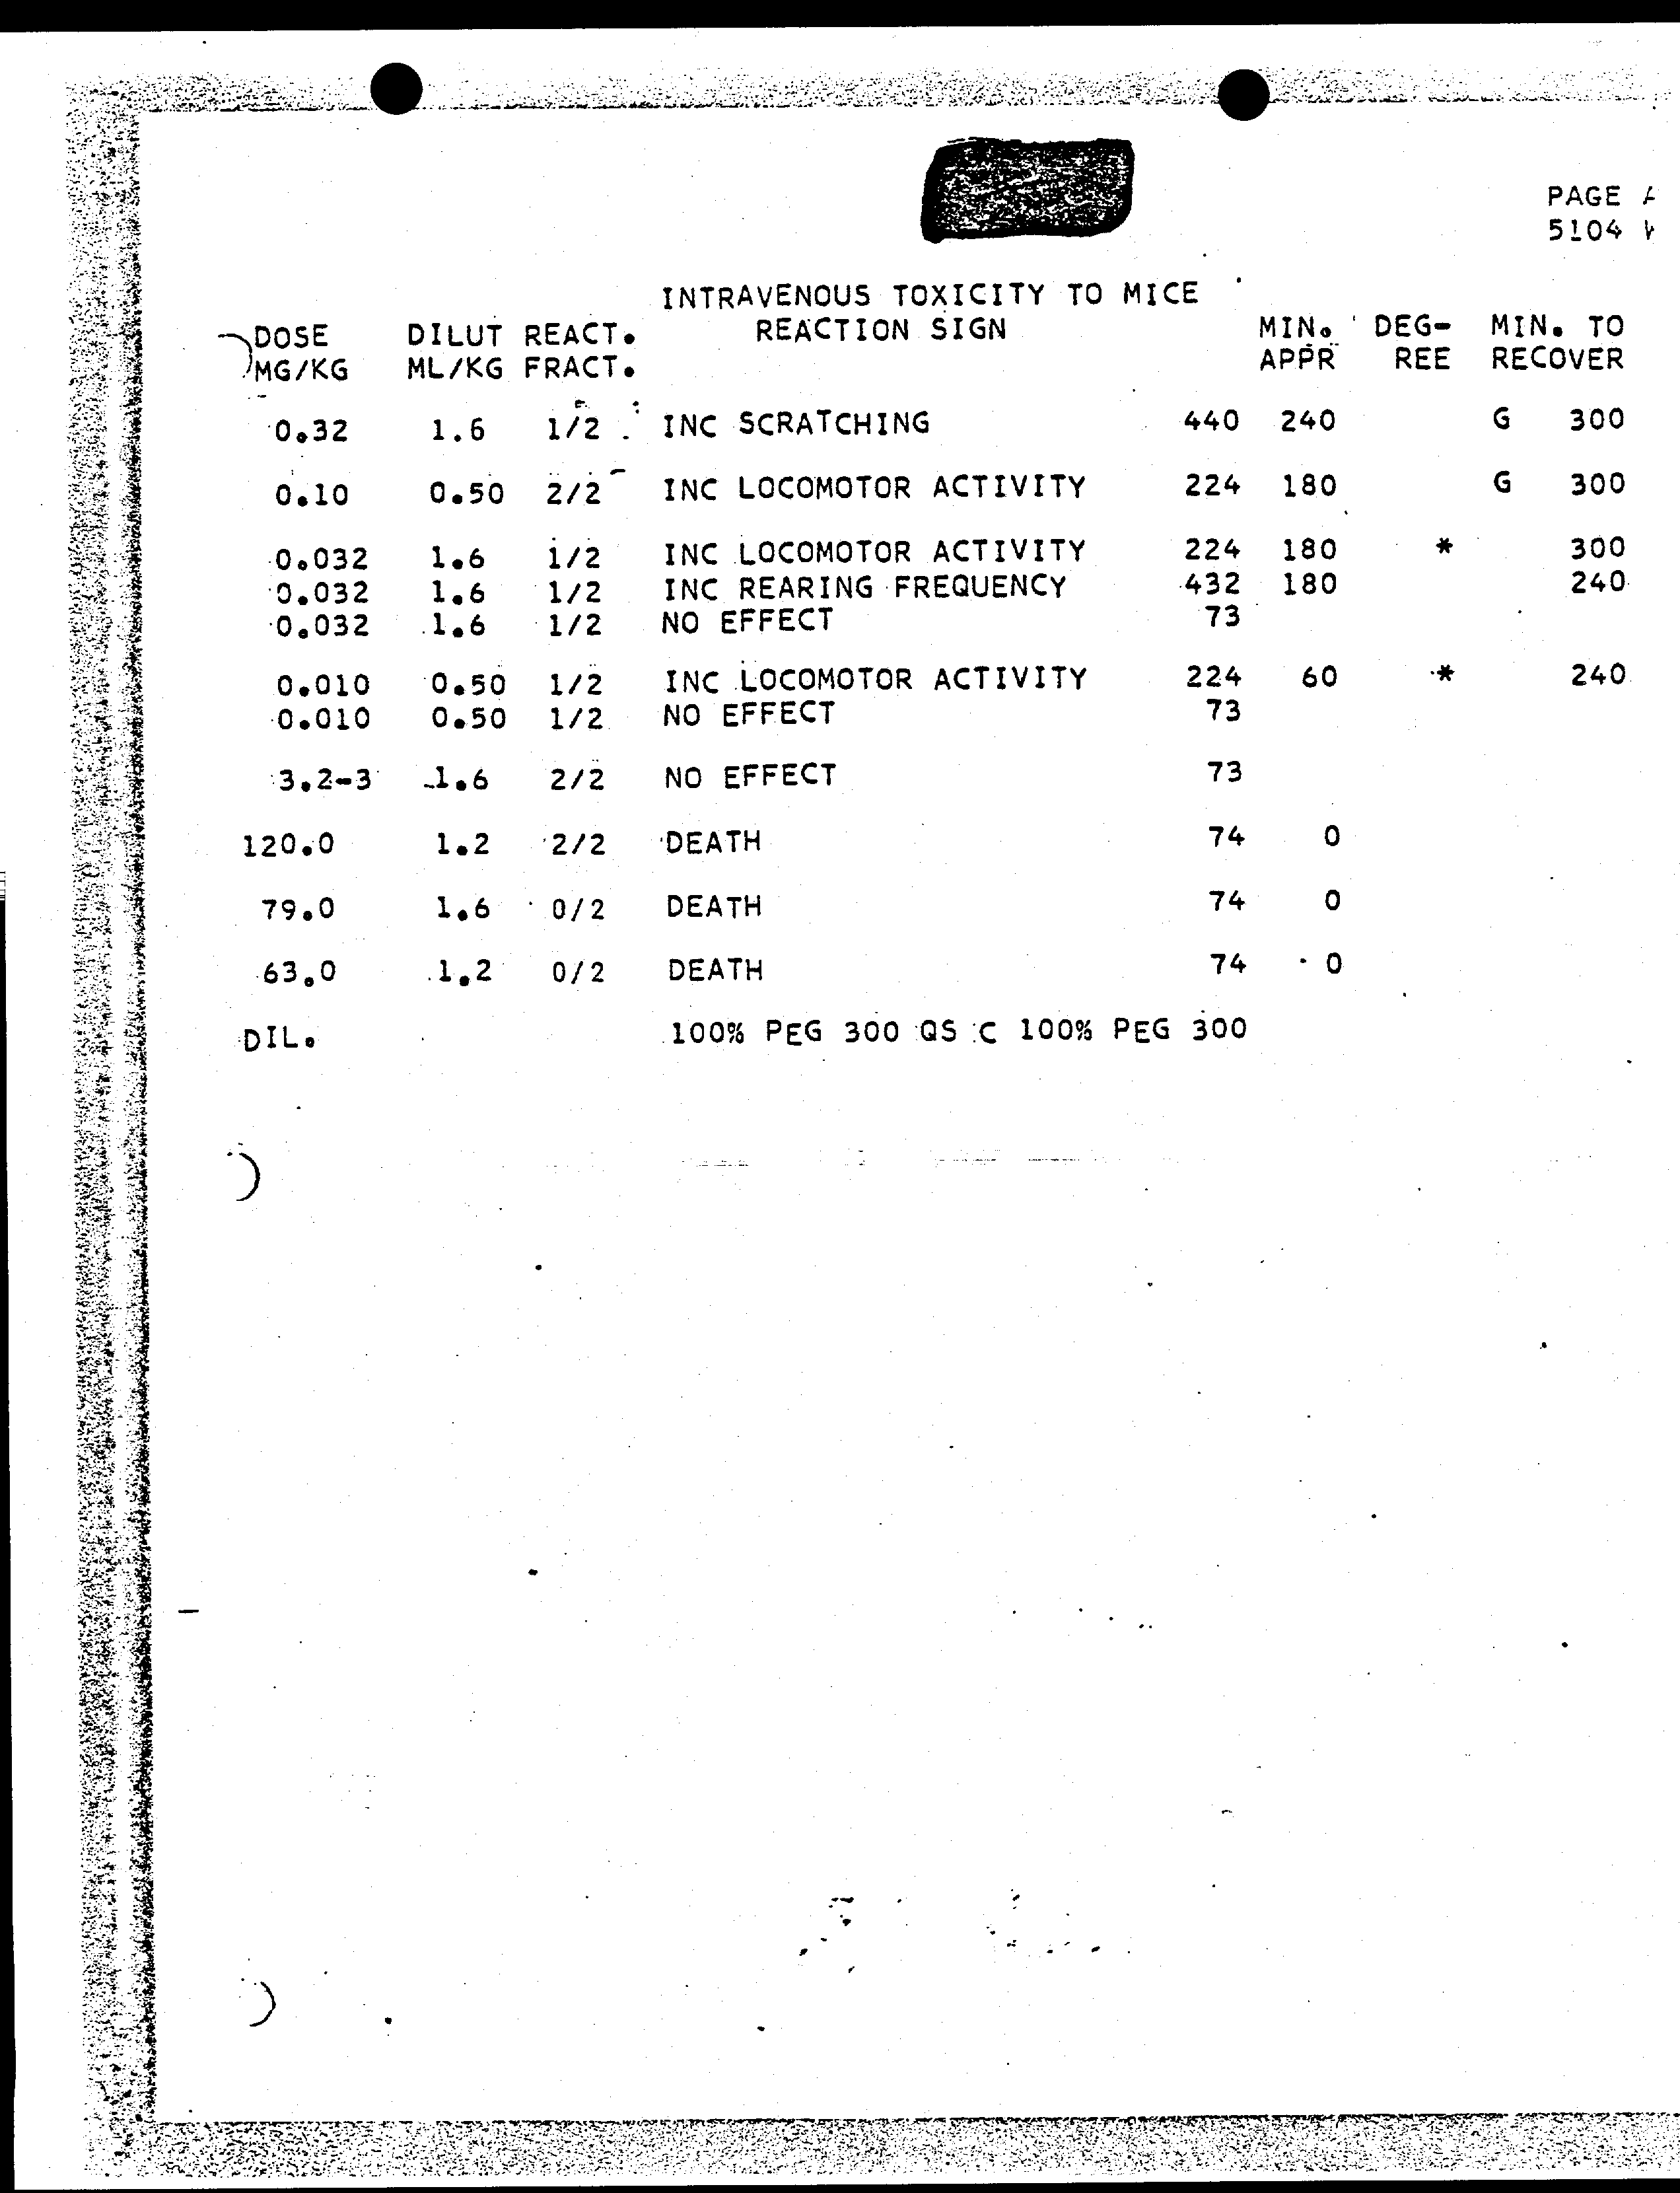 PAGE
5104
INTRAVENOUS TOXICITY TO MICE
DOSE DILUT REACT. REACTION SIGN MIN. DEG- MIN. TO
MG/KG ML/KG FRACT. APPR REE RECOVER
0.32 1.6 1/2 INC SCRATCHING 440 240 G 300
0.10 0.50 2/2 INC LOCOMOTOR ACTIVITY 224 180 G 300
0.032 1.6 1/2 INC LOCOMOTOR ACTIVITY 224 180 * 300
0.032 1.6 1/2 INC REARING FREQUENCY 432 180 240
0.032 1.6 1/2 NO EFFECT 73
0.010 0.50 1/2 INC LOCOMOTOR ACTIVITY 224 60 * 240
0.010 0.50 1/2 NO EFFECT 73
3.2-3 1.6 2/2 NO EFFECT 73
120.0 1.2 2/2 DEATH 74 0
79.0 1.6 0/2 DEATH 74 0
63.0 1.2 0/2 DEATH 74 0
DIL. 100% PEG 300 QS C 100% PEG 300